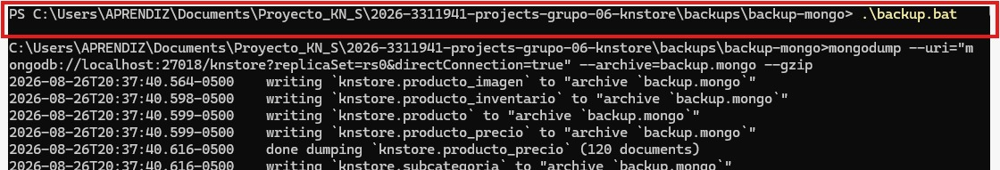 PS C:\Users\APRENDIZ\Documents\Proyecto_KN_S\2026-3311941-projects-grupo-06-knstore\backups\backup-mongo> .\backup.bat
C:\Users\APRENDIZ\Documents\Proyecto_KN_S\2026-3311941-projects-grupo-06-knstore\backups\backup-mongo>mongodump --uri="m
ongodb://localhost:27018/knstore?replicaSet=rs0&directConnection=true" --archive=backup.mongo --gzip
2026-08-26T20:37:40.564-0500    writing `knstore.producto_imagen` to "archive `backup.mongo`"
2026-08-26T20:37:40.598-0500    writing `knstore.producto_inventario` to "archive `backup.mongo`"
2026-08-26T20:37:40.599-0500    writing `knstore.producto` to "archive `backup.mongo`"
2026-08-26T20:37:40.599-0500    writing `knstore.producto_precio` to "archive `backup.mongo`"
2026-08-26T20:37:40.616-0500    done dumping `knstore.producto_precio` (120 documents)
2026-08-26T20:37:40.616-0500    writing `knstore.subcategoria` to "archive `backup.mongo`"